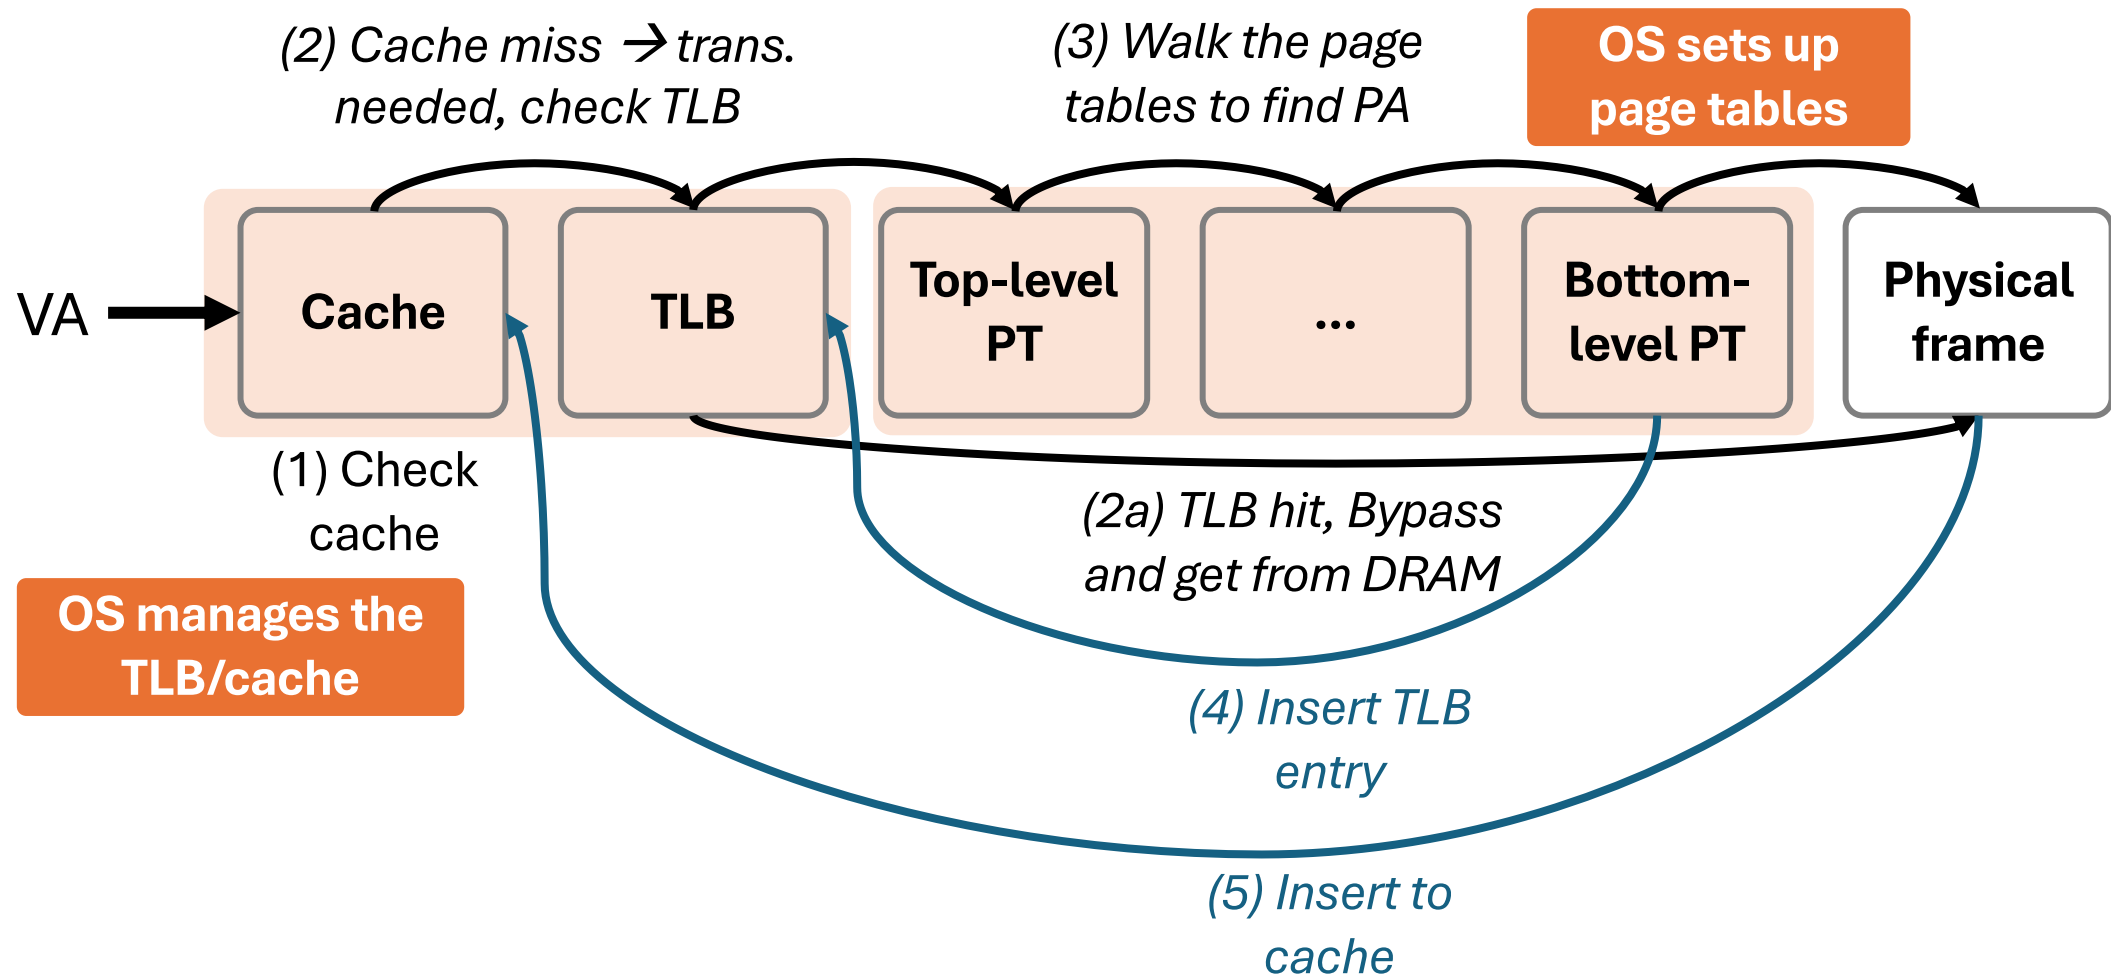 (2) Cache miss → trans.
needed, check TLB
(3) Walk the page
tables to find PA
OS sets up
page tables
VA
Cache
TLB
Top-level
PT
...
Bottom-
level PT
Physical
frame
(1) Check
cache
(2a) TLB hit, Bypass
and get from DRAM
OS manages the
TLB/cache
(4) Insert TLB
entry
(5) Insert to
cache